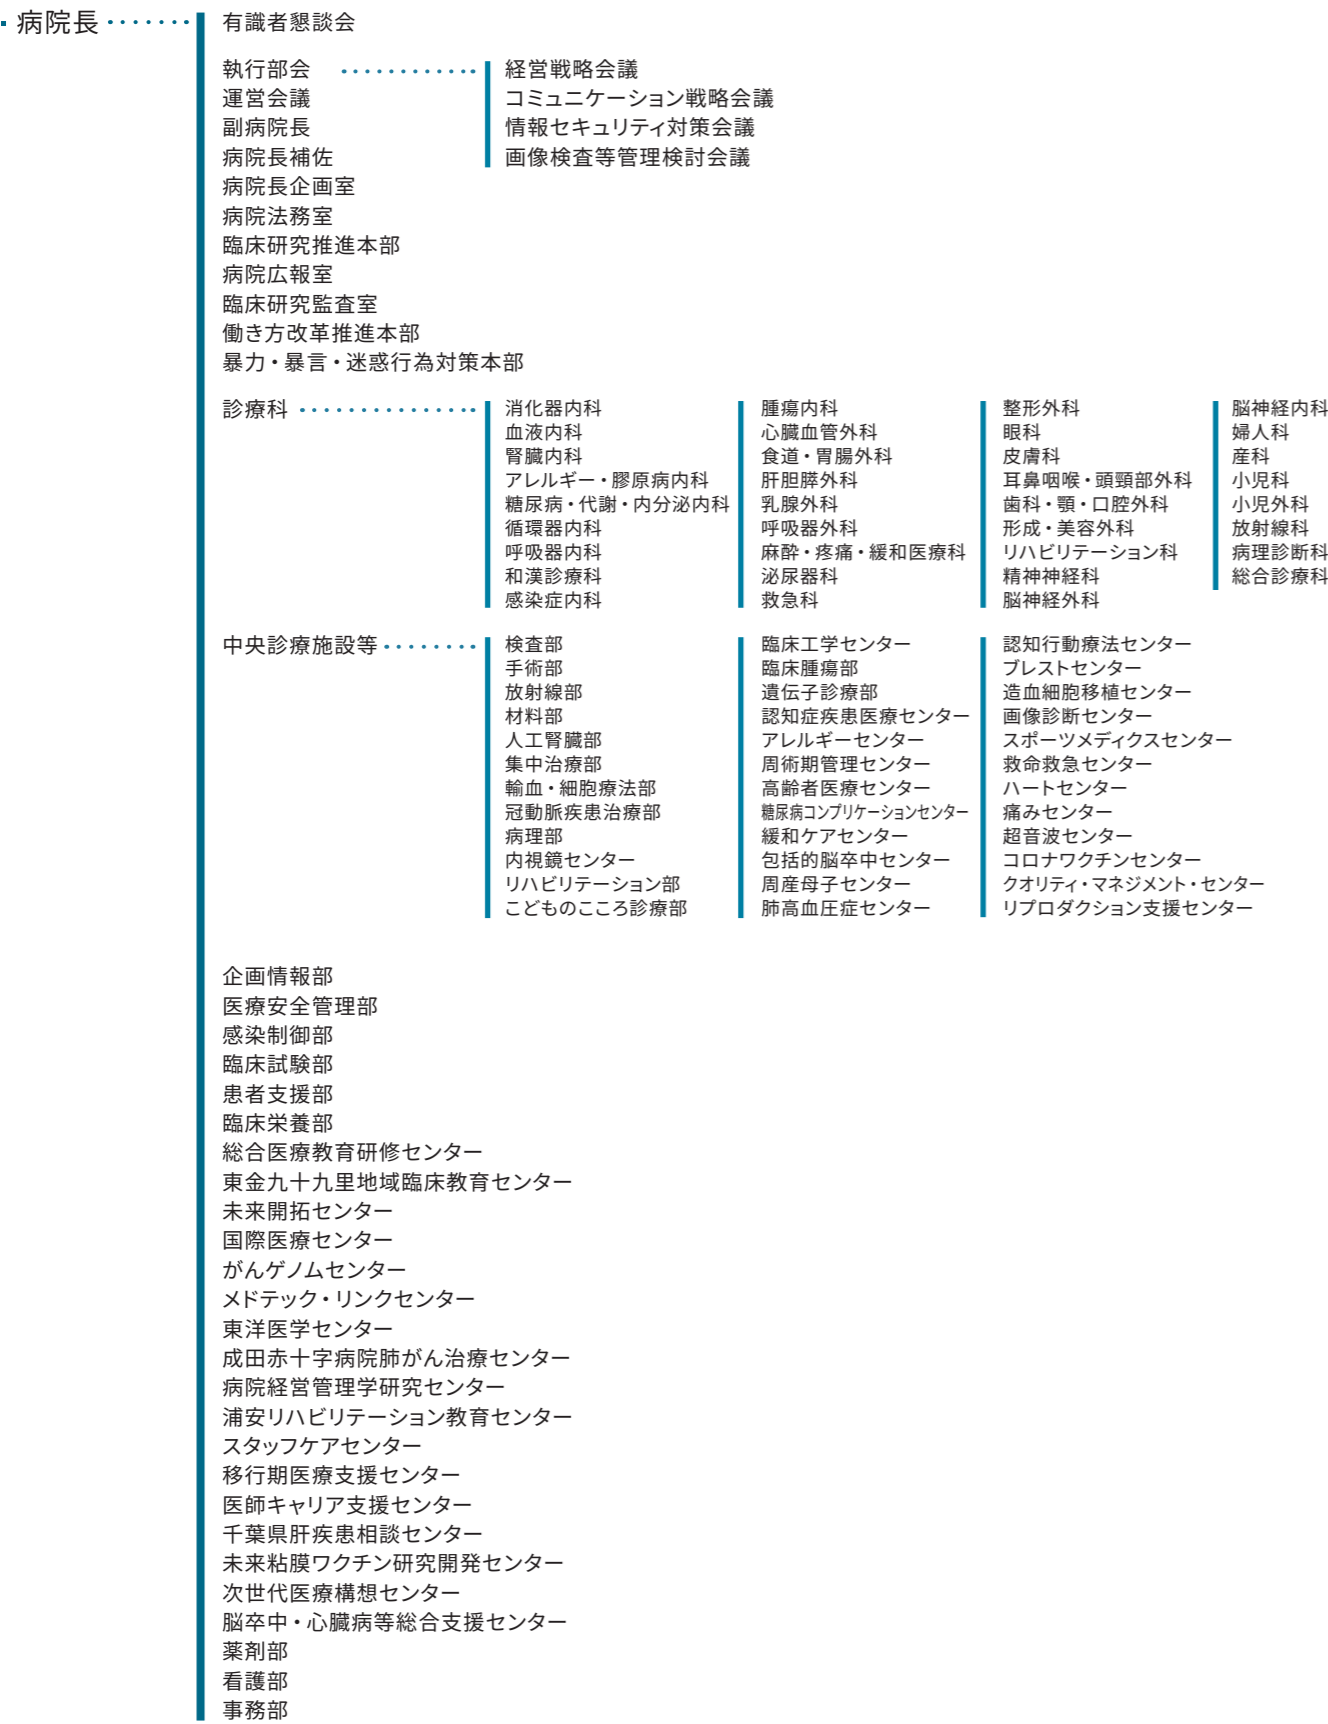 病院長
有識者懇談会
執行部会
経営戦略会議
コミュニケーション戦略会議
情報セキュリティ対策会議
画像検査等管理検討会議
運営会議
副病院長
病院長補佐
病院長企画室
病院法務室
臨床研究推進本部
病院広報室
臨床研究監査室
働き方改革推進本部
暴力・暴言・迷惑行為対策本部
診療科
消化器内科
血液内科
腎臓内科
アレルギー・膠原病内科
糖尿病・代謝・内分泌内科
循環器内科
呼吸器内科
和漢診療科
感染症内科
腫瘍内科
心臓血管外科
食道・胃腸外科
肝胆膵外科
乳腺外科
呼吸器外科
麻酔・疼痛・緩和医療科
泌尿器科
救急科
整形外科
眼科
皮膚科
耳鼻咽喉・頭頸部外科
歯科・顎・口腔外科
形成・美容外科
リハビリテーション科
精神神経科
脳神経外科
脳神経内科
婦人科
産科
小児科
小児外科
放射線科
病理診断科
総合診療科
中央診療施設等
検査部
手術部
放射線部
材料部
人工腎臓部
集中治療部
輸血・細胞療法部
冠動脈疾患治療部
病理部
内視鏡センター
リハビリテーション部
こどものこころ診療部
臨床工学センター
臨床腫瘍部
遺伝子診療部
認知症疾患医療センター
アレルギーセンター
周術期管理センター
高齢者医療センター
糖尿病コンプリケーションセンター
緩和ケアセンター
包括的脳卒中センター
周産母子センター
肺高血圧症センター
認知行動療法センター
ブレストセンター
造血細胞移植センター
画像診断センター
スポーツメディクスセンター
救命救急センター
ハートセンター
痛みセンター
超音波センター
コロナワクチンセンター
クオリティ・マネジメント・センター
リプロダクション支援センター
企画情報部
医療安全管理部
感染制御部
臨床試験部
患者支援部
臨床栄養部
総合医療教育研修センター
東金九十九里地域臨床教育センター
未来開拓センター
国際医療センター
がんゲノムセンター
メドテック・リンクセンター
東洋医学センター
成田赤十字病院肺がん治療センター
病院経営管理学研究センター
浦安リハビリテーション教育センター
スタッフケアセンター
移行期医療支援センター
医師キャリア支援センター
千葉県肝疾患相談センター
未来粘膜ワクチン研究開発センター
次世代医療構想センター
脳卒中・心臓病等総合支援センター
薬剤部
看護部
事務部